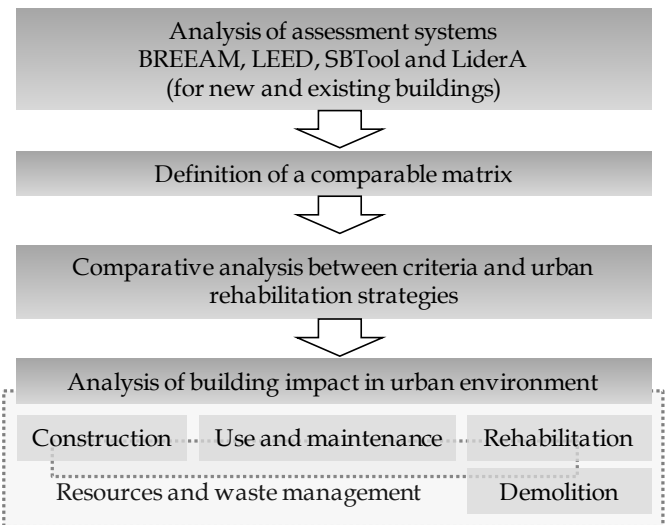 Analysis of assessment systems
BREEAM, LEED, SBTool and LiderA
(for new and existing buildings)
Definition of a comparable matrix
Comparative analysis between criteria and urban
rehabilitation strategies
Analysis of building impact in urban environment
Construction Use and maintenance Rehabilitation
Resources and waste management Demolition